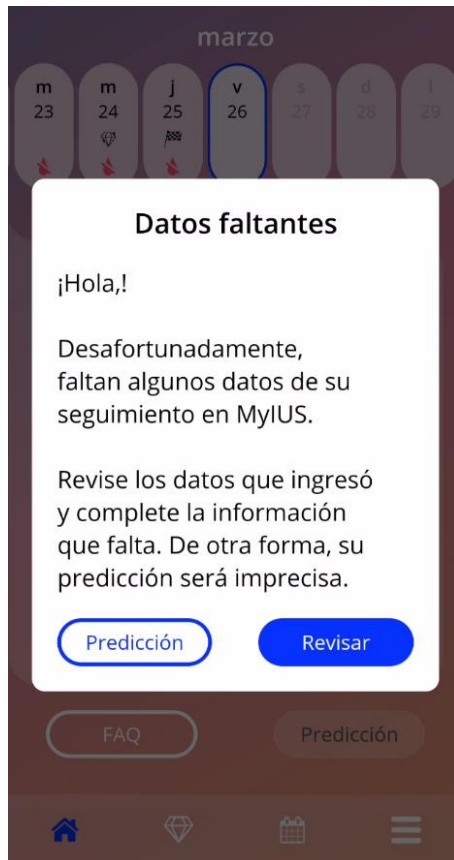 marzo
m m j v s d l
23 24 25 26 27 28 29
Datos faltantes
¡Hola,!
Desafortunadamente,
faltan algunos datos de su
seguimiento en MyIUS.
Revise los datos que ingresó
y complete la información
que falta. De otra forma, su
predicción será imprecisa.
Predicción Revisar
FAQ Predicción